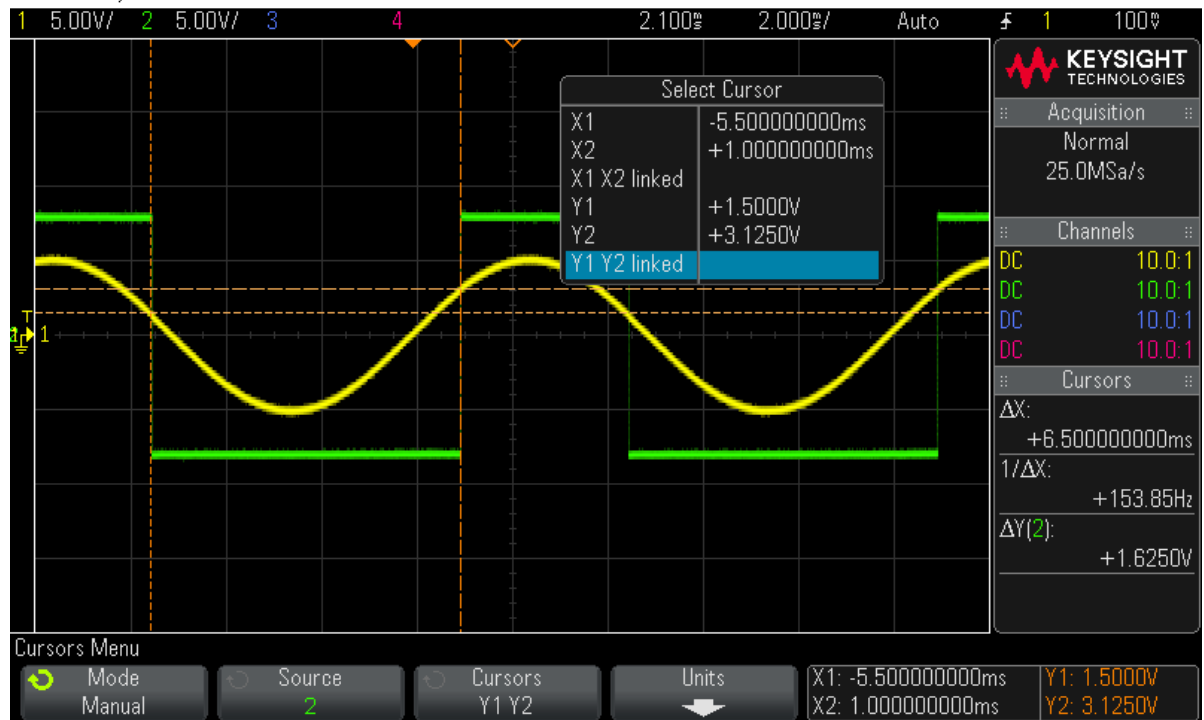 1 5.00V/ 2 5.00V/ 3 4 2.100s 2.000s/ Auto 1 100V
KEYSIGHT
TECHNOLOGIES
Select Cursor
X1 -5.500000000ms
X2 +1.000000000ms
X1 X2 linked
Y1 +1.5000V
Y2 +3.1250V
Y1 Y2 linked
Acquisition
Normal
25.0MSa/s
Channels
DC 10.0:1
DC 10.0:1
DC 10.0:1
DC 10.0:1
T
1
Cursors
ΔX:
+6.500000000ms
1/ΔX:
+153.85Hz
ΔY(2):
+1.6250V
Cursors Menu
Mode
Manual
Source
2
Cursors
Y1 Y2
Units
X1: -5.500000000ms
X2: 1.000000000ms
Y1: 1.5000V
Y2: 3.1250V